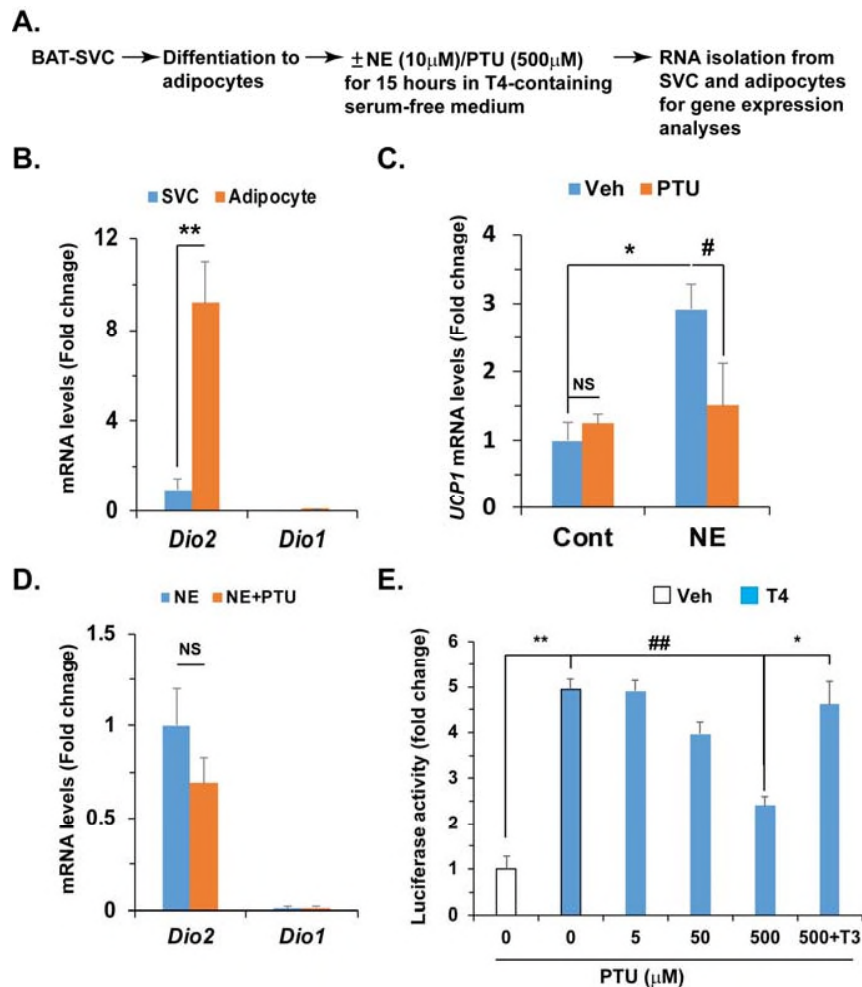 A.
BAT-SVC
Diffentiation to
adipocytes
±NE (10μM)/PTU (500μM)
for 15 hours in T4-containing
serum-free medium
RNA isolation from
SVC and adipocytes
for gene expression
analyses
B.
SVC Adipocyte
mRNA levels (Fold chnage)
12
8
4
0
**
Dio2 Dio1
C.
Veh PTU
UCP1 mRNA levels (Fold chnage)
4
3
2
1
0
NS
*
#
Cont NE
D.
NE NE+PTU
mRNA levels (Fold chnage)
1.5
1
0.5
0
NS
Dio2 Dio1
E.
Veh T4
Luciferase activity (fold change)
6
5
4
3
2
1
0
** ## *
0 0 5 50 500 500+T3
PTU (μM)